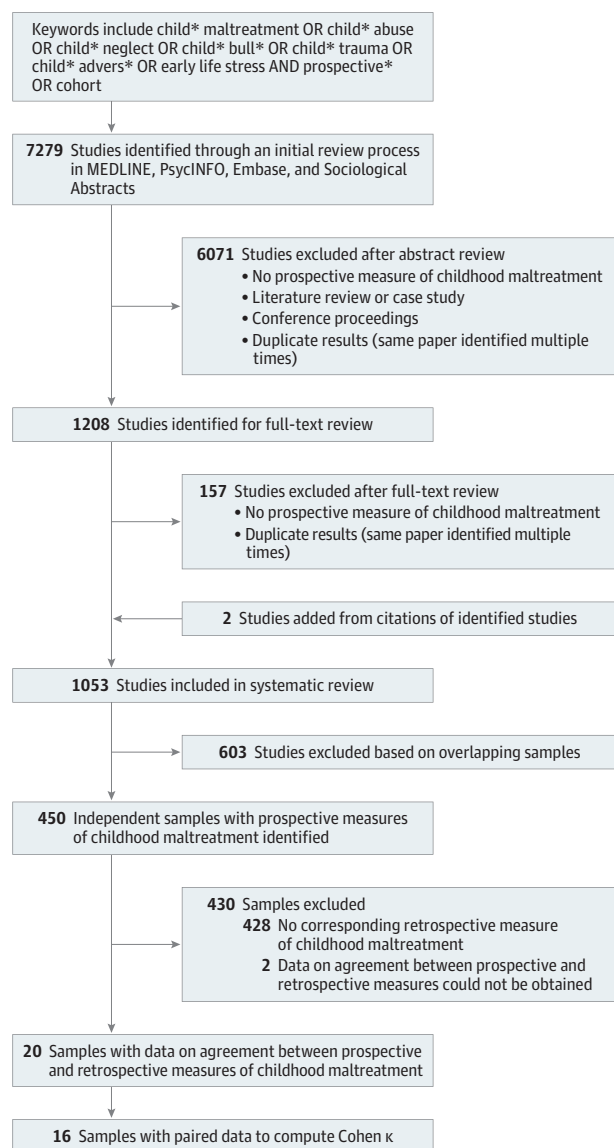 Keywords include child* maltreatment OR child* abuse
OR child* neglect OR child* bull* OR child* trauma OR
child* advers* OR early life stress AND prospective*
OR cohort
7279 Studies identified through an initial review process
in MEDLINE, PsycINFO, Embase, and Sociological
Abstracts
6071 Studies excluded after abstract review
• No prospective measure of childhood maltreatment
• Literature review or case study
• Conference proceedings
• Duplicate results (same paper identified multiple
times)
1208 Studies identified for full-text review
157 Studies excluded after full-text review
• No prospective measure of childhood maltreatment
• Duplicate results (same paper identified multiple
times)
2 Studies added from citations of identified studies
1053 Studies included in systematic review
603 Studies excluded based on overlapping samples
450 Independent samples with prospective measures
of childhood maltreatment identified
430 Samples excluded
428 No corresponding retrospective measure
of childhood maltreatment
2 Data on agreement between prospective and
retrospective measures could not be obtained
20 Samples with data on agreement between prospective
and retrospective measures of childhood maltreatment
16 Samples with paired data to compute Cohen κ